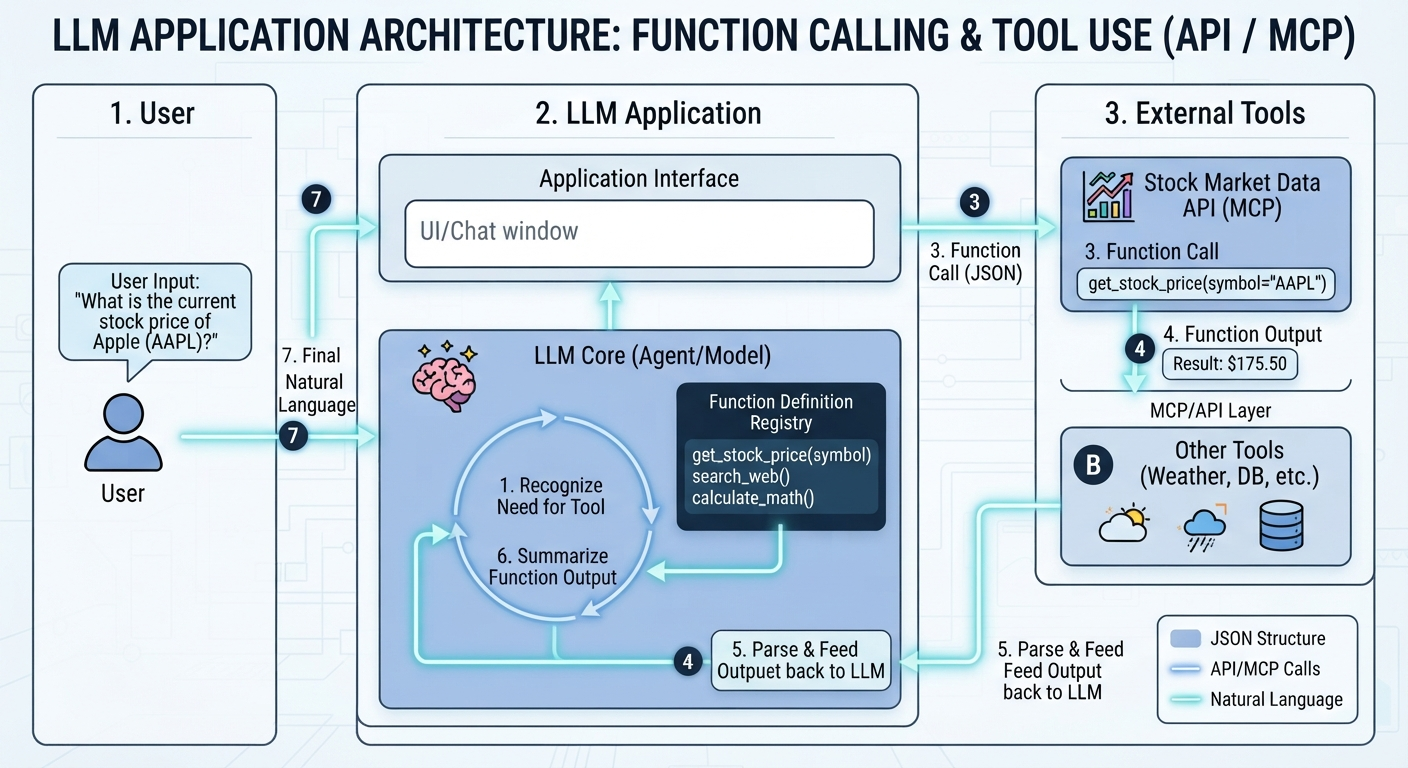 LLM APPLICATION ARCHITECTURE: FUNCTION CALLING & TOOL USE (API / MCP)
1. User
User Input:
"What is the current
stock price of
Apple (AAPL)?"
User
7
7. Final
Natural
Language
7
2. LLM Application
Application Interface
UI/Chat window
LLM Core (Agent/Model)
1. Recognize
Need for Tool
6. Summarize
Function Output
Function Definition
Registry
get_stock_price(symbol)
search_web()
calculate_math()
4
5. Parse & Feed
Outpuet back to LLM
3
3. Function
Call (JSON)
3. External Tools
Stock Market Data
API (MCP)
3. Function Call
get_stock_price(symbol="AAPL")
4
4. Function Output
Result: $175.50
MCP/API Layer
B
Other Tools
(Weather, DB, etc.)
5. Parse & Feed
Feed Output
back to LLM
JSON Structure
API/MCP Calls
Natural Language